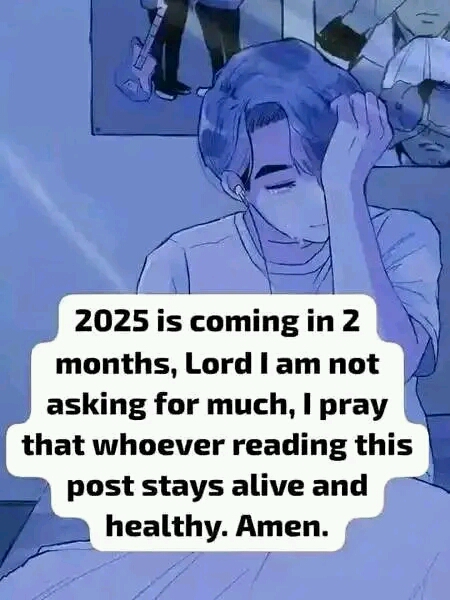 2025 is coming in 2
months, Lord I am not
asking for much, I pray
that whoever reading this
post stays alive and
healthy. Amen.